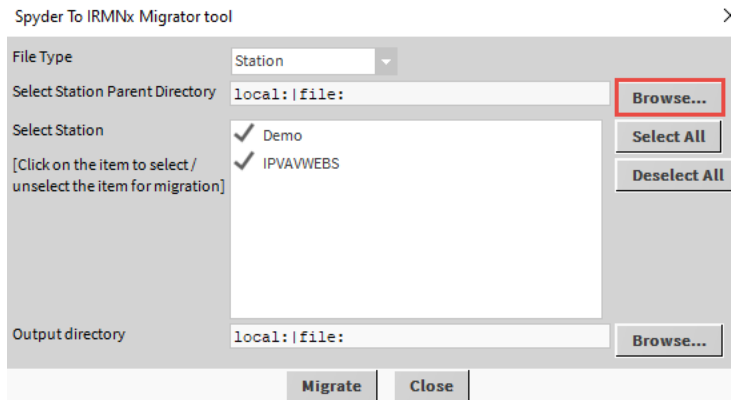 Spyder To IRMNx Migrator tool
File Type
Station
Select Station Parent Directory
local:|file:
Browse...
Select Station
Demo
Select All
[Click on the item to select /
unselect the item for migration]
IPVAVWEBS
Deselect All
Output directory
local:|file:
Browse...
Migrate
Close